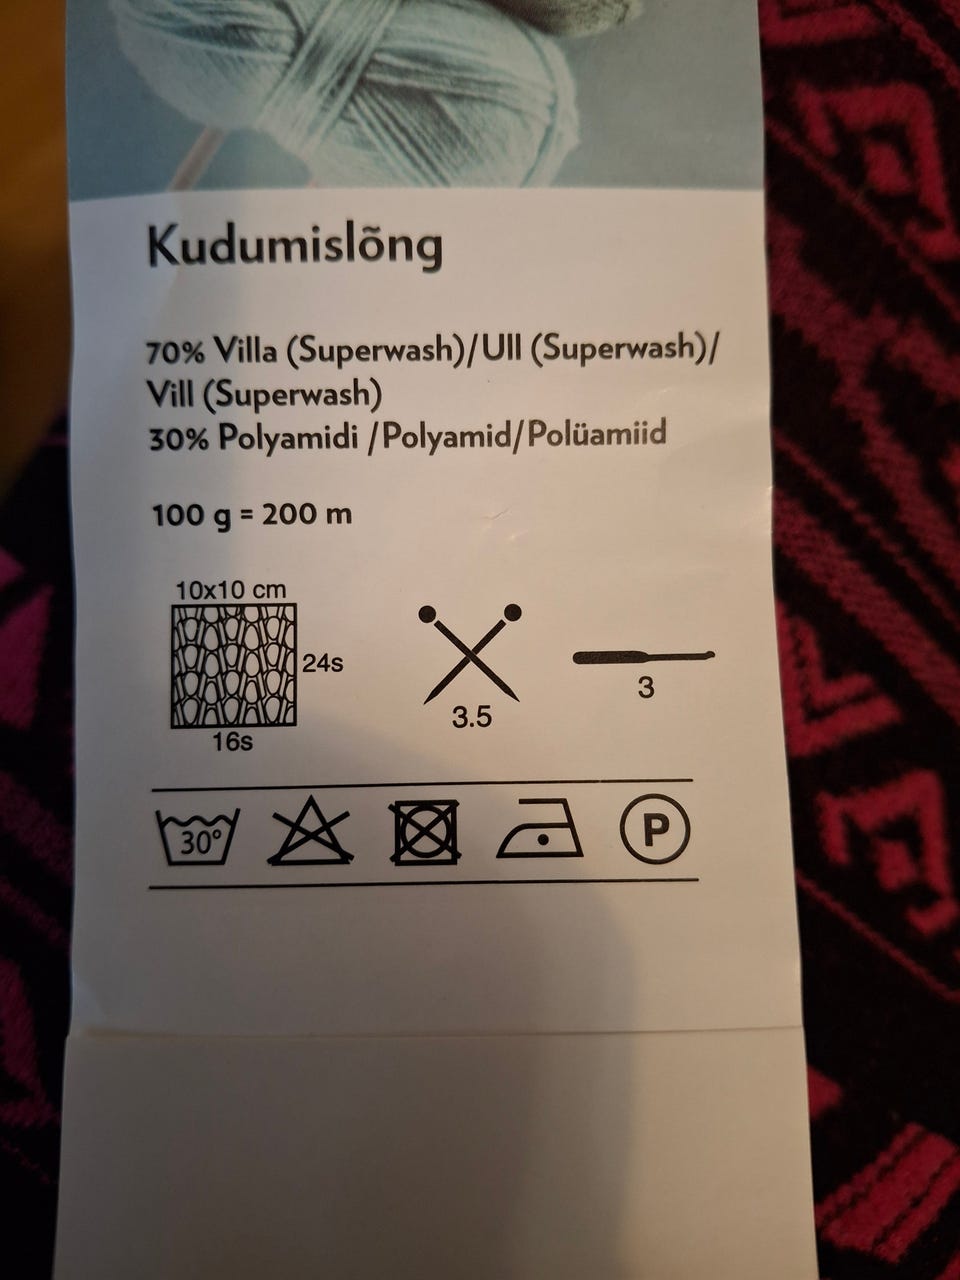 Kudumislõng
70% Villa (Superwash)/Ull (Superwash)/
Vill (Superwash)
30% Polyamidi /Polyamid/Polüamiid
100 g = 200 m
10x10 cm
24s
16s
3.5
3
30°
P